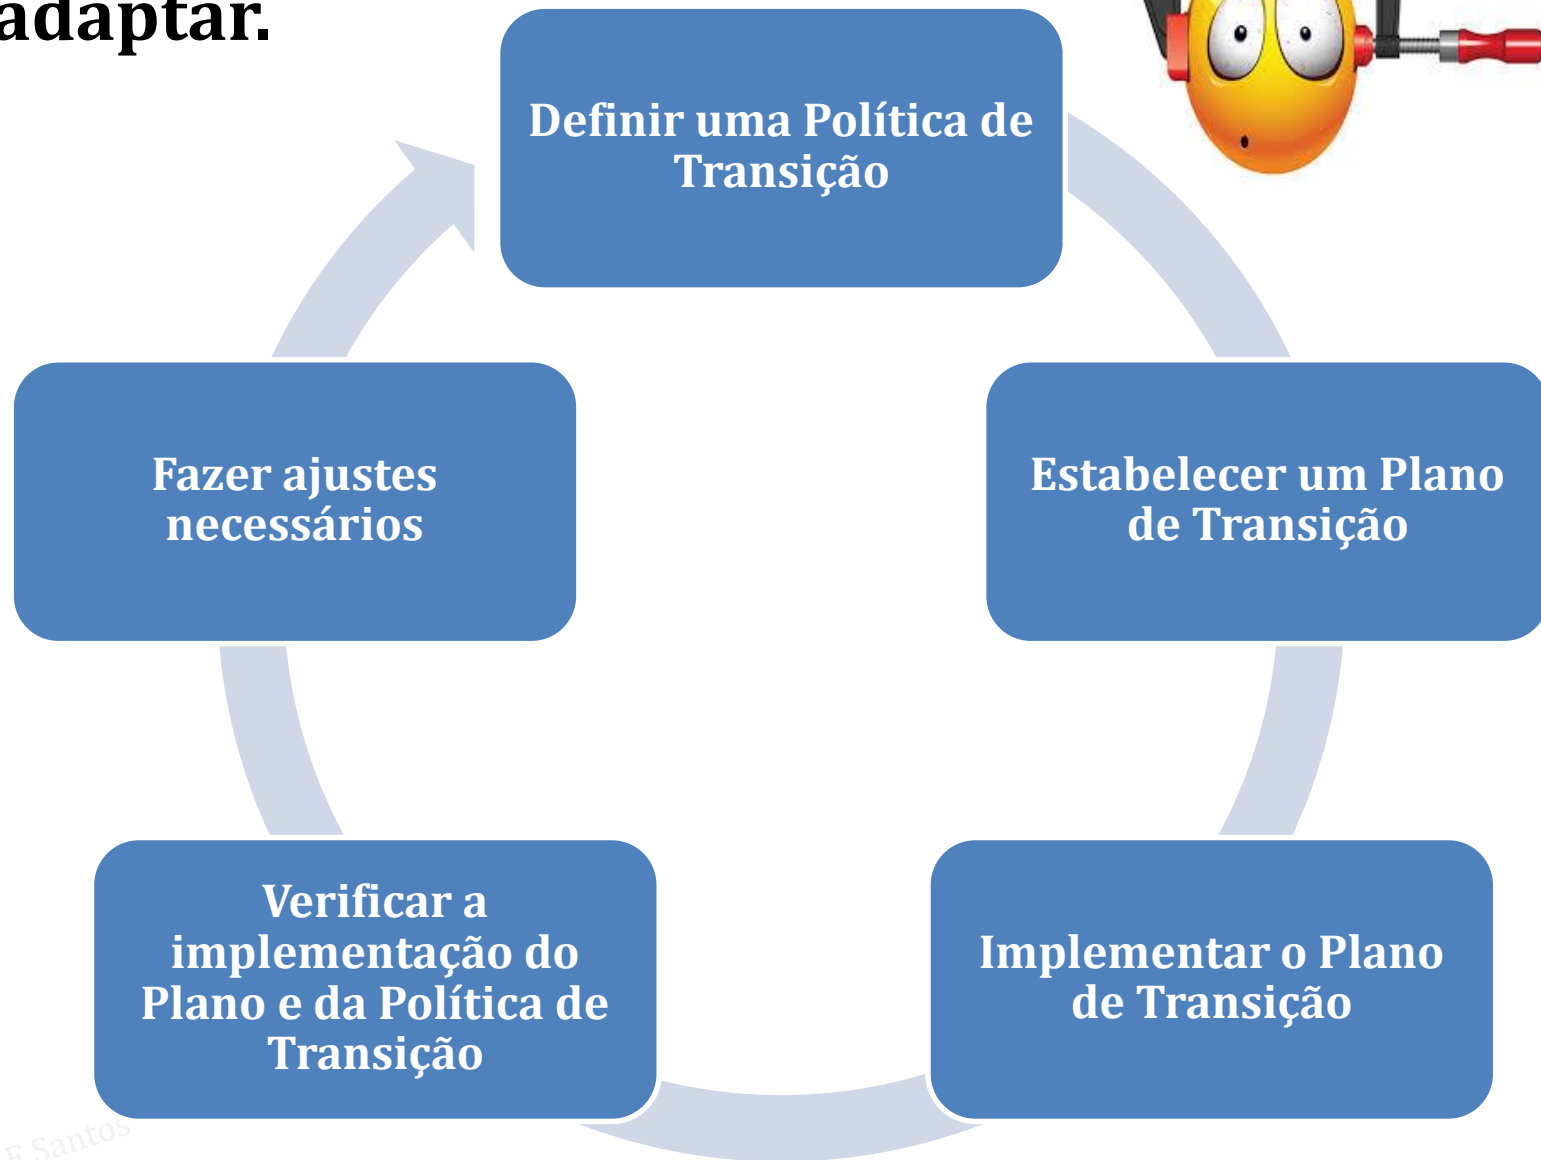 adaptar.
Definir uma Política de
Transição
Estabelecer um Plano
de Transição
Implementar o Plano
de Transição
Verificar a
implementação do
Plano e da Política de
Transição
Fazer ajustes
necessários
F Santos